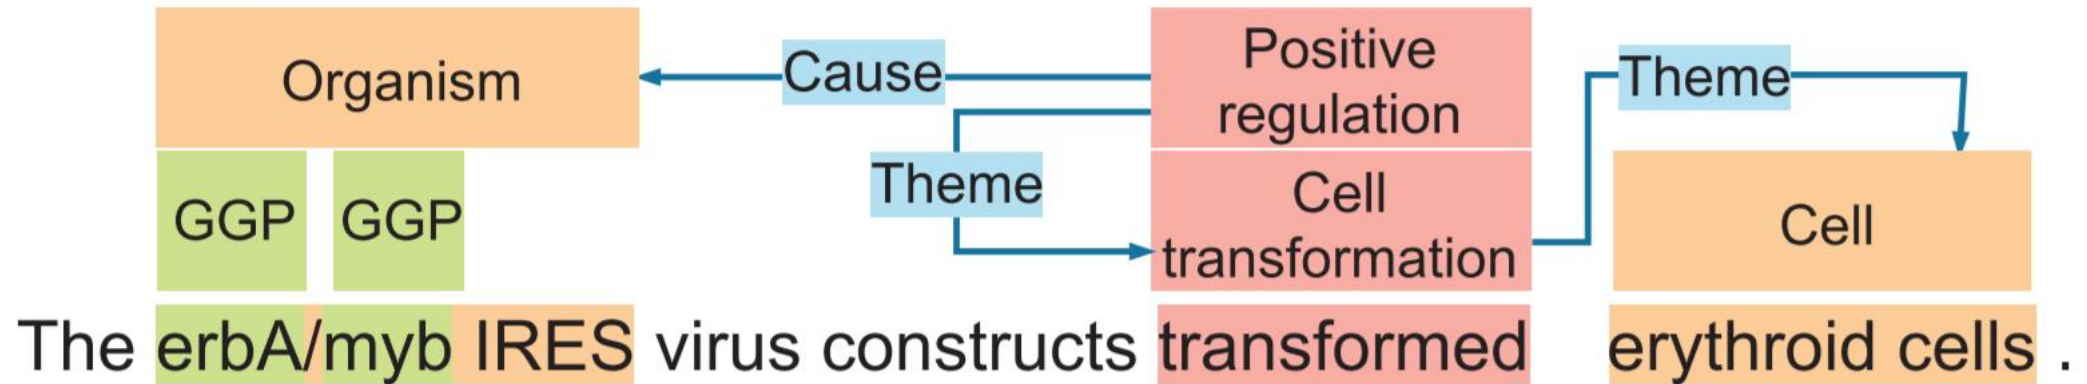 Organism
Cause
Positive
regulation
Theme
GGP GGP
Theme
Cell
transformation
Cell
The erbA/myb IRES virus constructs transformed erythroid cells .